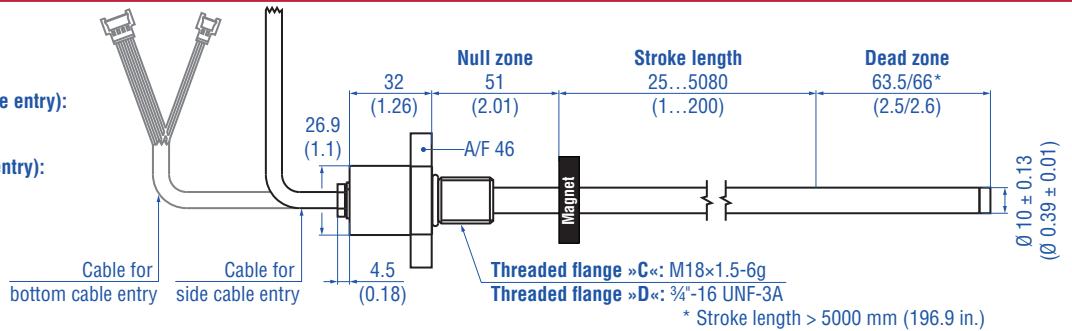 Null zone
Stroke length
Dead zone
32
51
25…5080
63.5/66*
(1.26)
(2.01)
(1…200)
(2.5/2.6)
entry):
26.9
(1.1)
A/F 46
entry):
Magnet
Ø 10 ± 0.13
(Ø 0.39 ± 0.01)
Cable for
bottom cable entry
Cable for
side cable entry
4.5
(0.18)
Threaded flange »C«: M18×1.5-6g
Threaded flange »D«: ¾"-16 UNF-3A
* Stroke length > 5000 mm (196.9 in.)